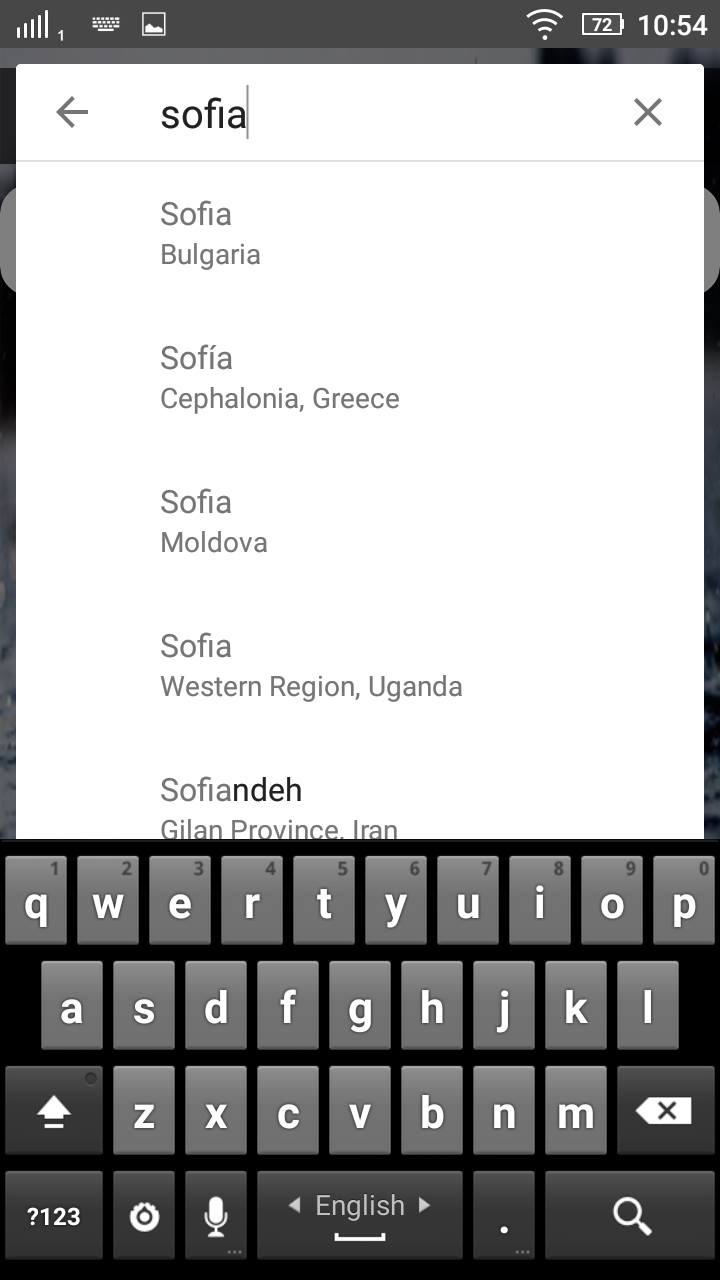 1 72 10:54
sofia
Sofia
Bulgaria
Sofía
Cephalonia, Greece
Sofia
Moldova
Sofia
Western Region, Uganda
Sofiandeh
Gilan Province, Iran
1 2 3 4 5 6 7 8 9 0
q w e r t y u i o p
a s d f g h j k l
z x c v b n m
?123 English .